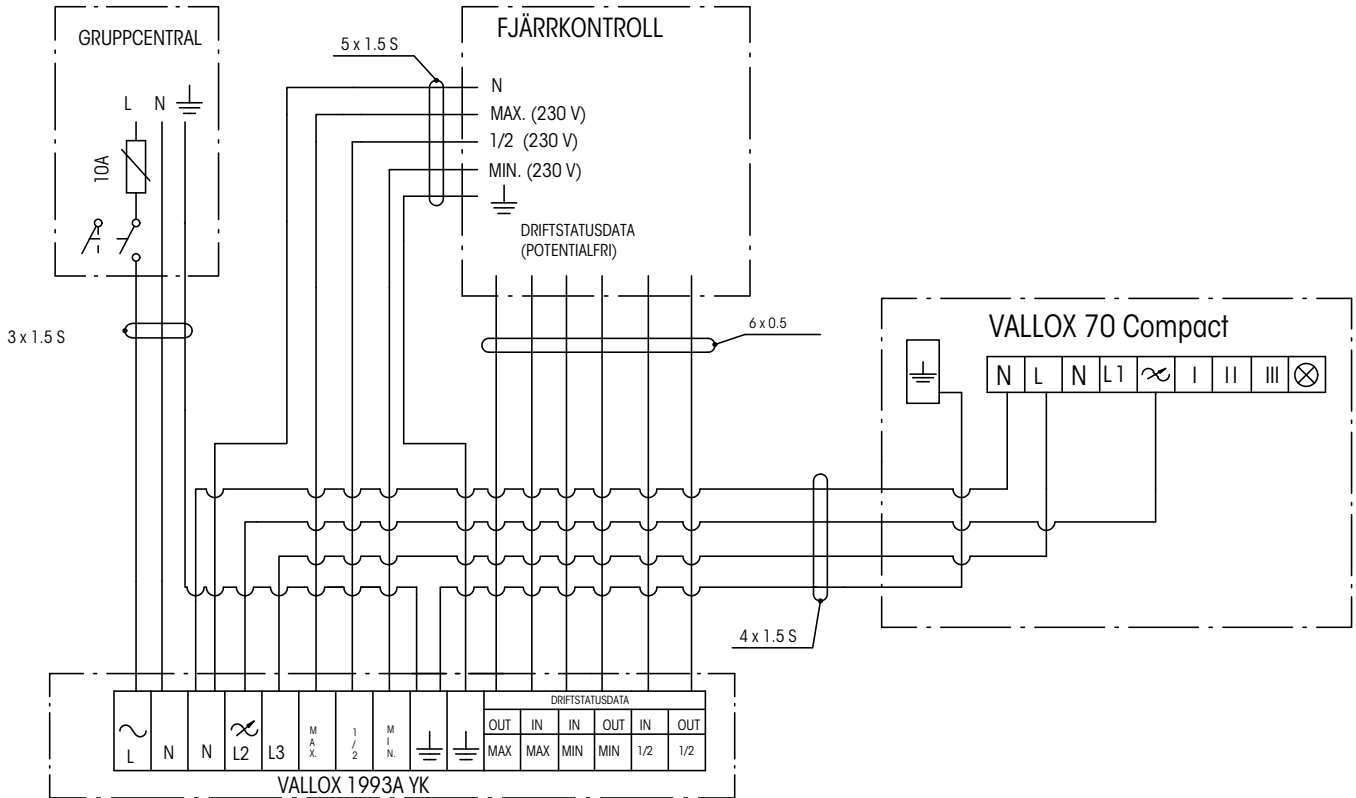 GRUPPCENTRAL
L N
10A
3 x 1.5 S
5 x 1.5 S
FJÄRRKONTROLL
N
MAX. (230 V)
1/2 (230 V)
MIN. (230 V)
DRIFTSTATUSDATA
(POTENTIALFRI)
6 x 0.5
VALLOX 70 Compact
N L N L1 I II III
4 x 1.5 S
DRIFTSTATUSDATA
OUT IN IN OUT IN OUT
L N N L2 L3 MAX. 1/2 MIN. MAX MAX MIN MIN 1/2 1/2
VALLOX 1993A YK